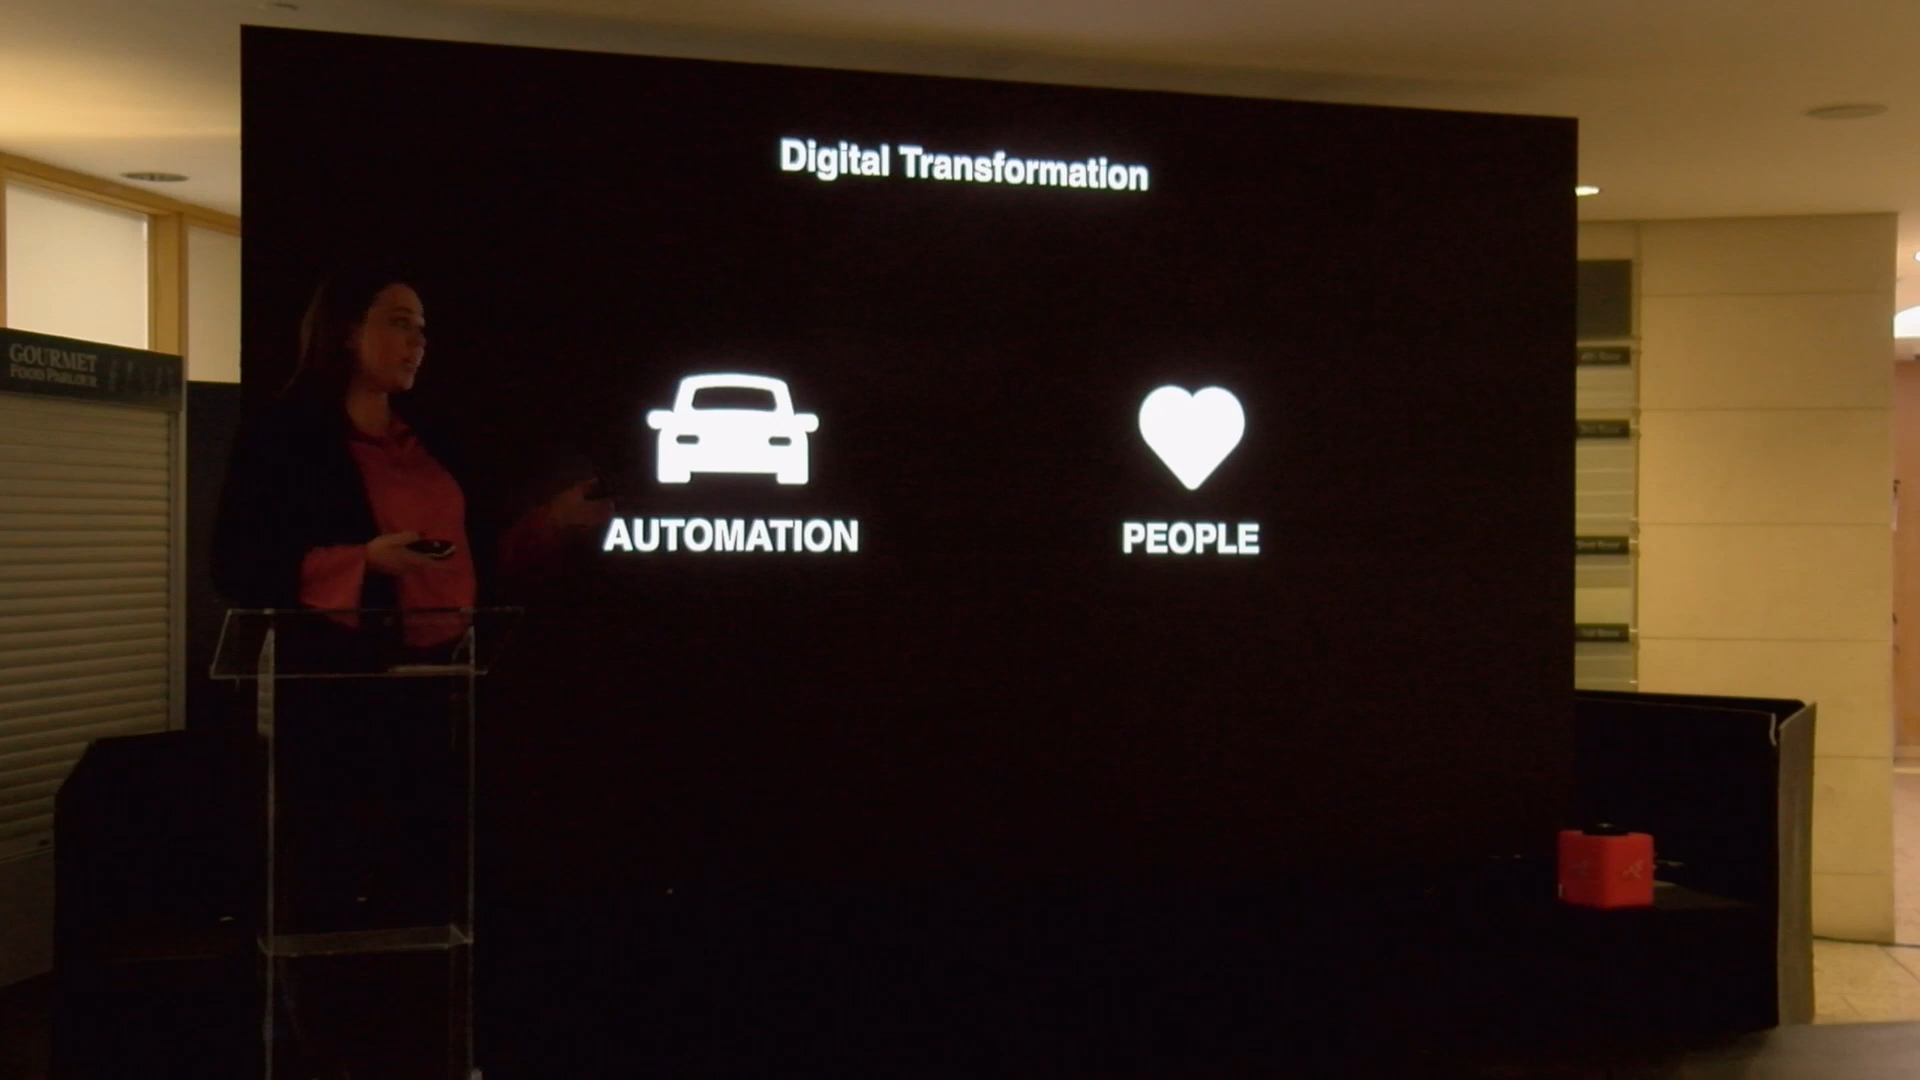 Digital Transformation
GOURMET
FOOD PARLOUR
AUTOMATION
PEOPLE